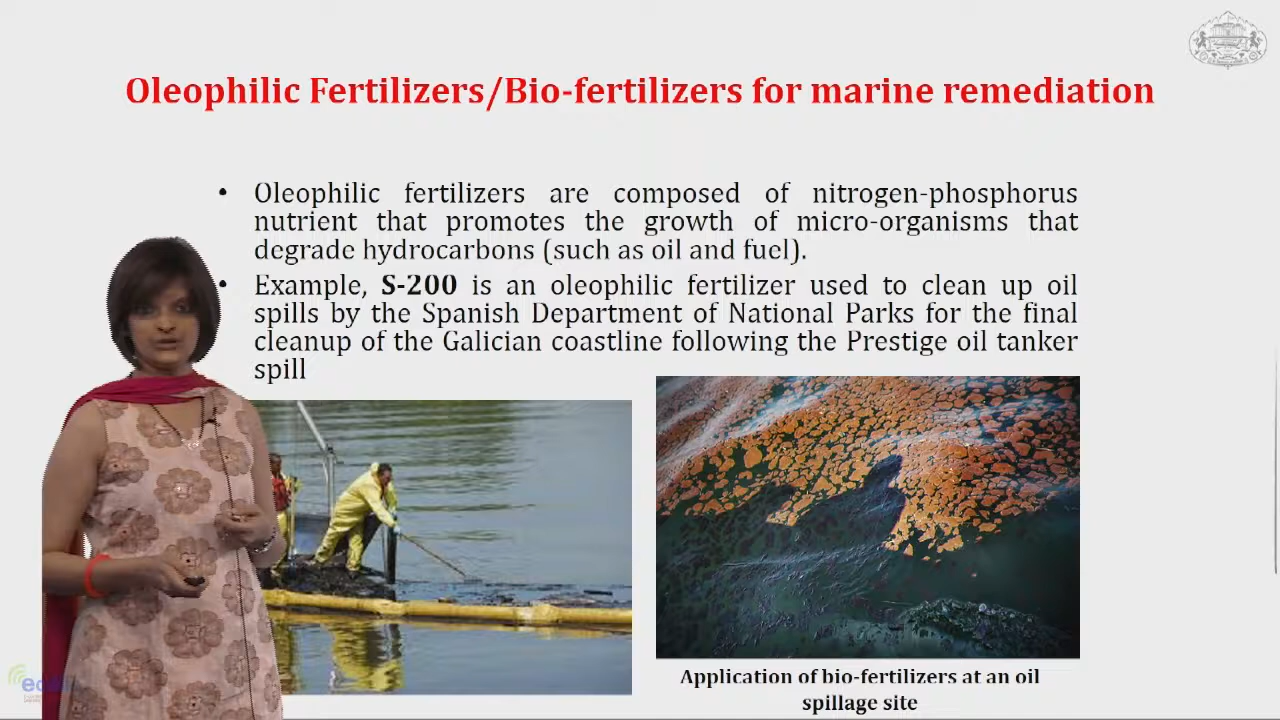 Oleophilic Fertilizers/Bio-fertilizers for marine remediation
• Oleophilic fertilizers are composed of nitrogen-phosphorus
nutrient that promotes the growth of micro-organisms that
degrade hydrocarbons (such as oil and fuel).
• Example, S-200 is an oleophilic fertilizer used to clean up oil
spills by the Spanish Department of National Parks for the final
cleanup of the Galician coastline following the Prestige oil tanker
spill
Application of bio-fertilizers at an oil
spillage site